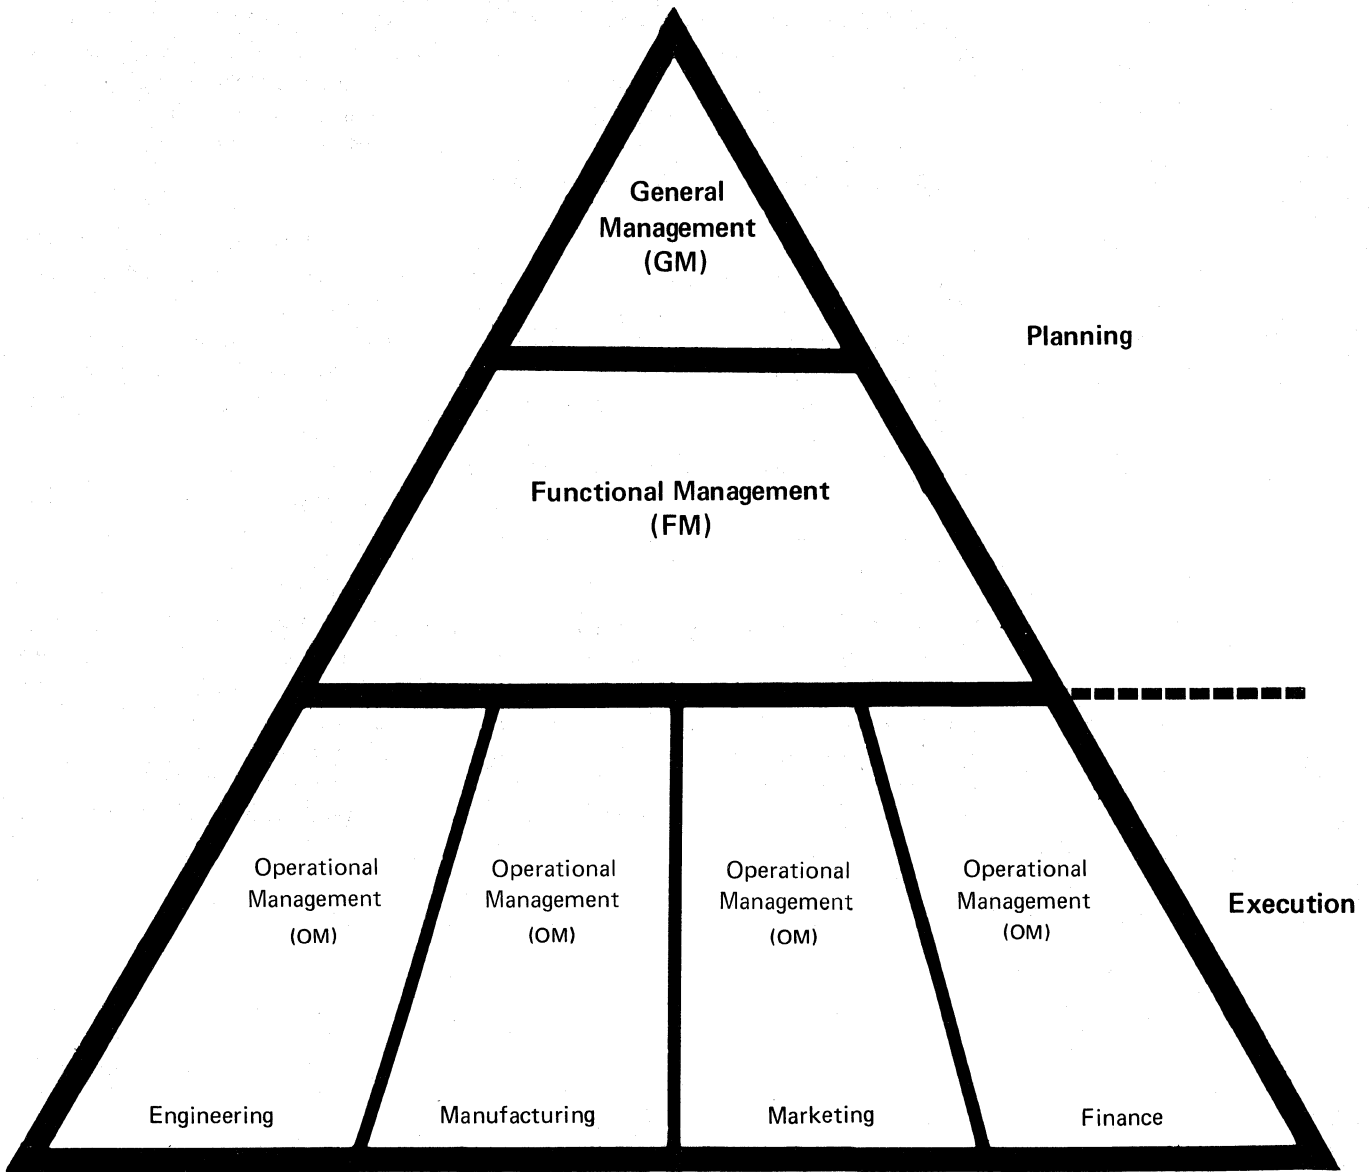 General
Management
(GM)
Planning
Functional Management
(FM)
Operational
Management
(OM)
Operational
Management
(OM)
Operational
Management
(OM)
Operational
Management
(OM)
Execution
Engineering
Manufacturing
Marketing
Finance